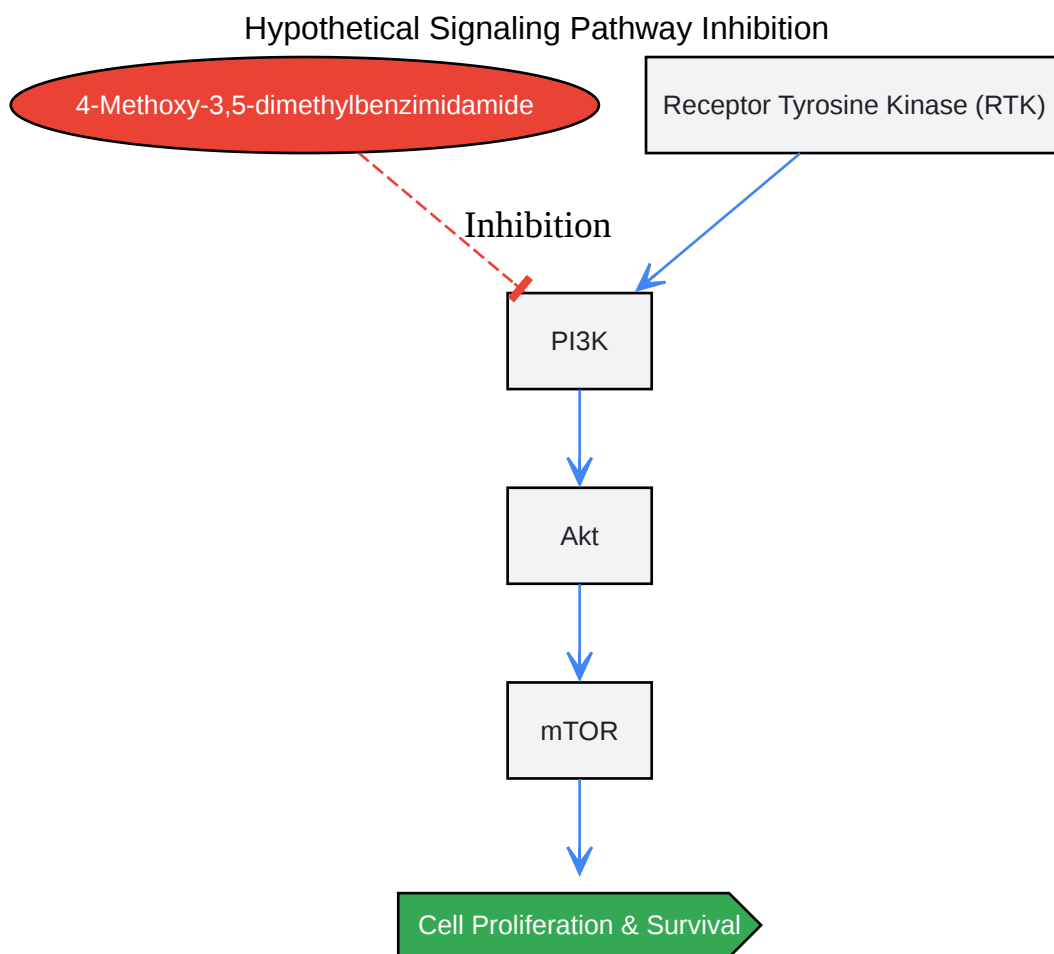 Hypothetical Signaling Pathway Inhibition
4-Methoxy-3,5-dimethylbenzimidamide
Receptor Tyrosine Kinase (RTK)
Inhibition
PI3K
Akt
mTOR
Cell Proliferation & Survival